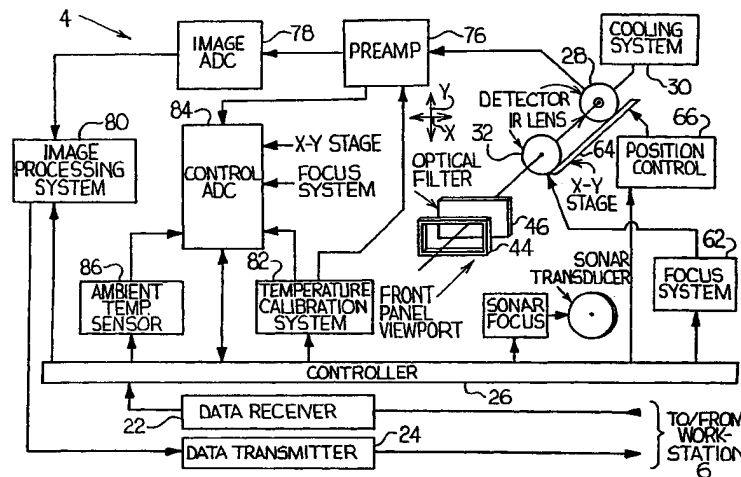 4
IMAGE
ADC
78
PREAMP
76
28
COOLING
SYSTEM
30
DETECTOR
IR LENS
Y
X
84
CONTROL
ADC
X-Y STAGE
FOCUS
SYSTEM
80
IMAGE
PROCESSING
SYSTEM
32
64
OPTICAL
FILTER
X-Y
STAGE
66
POSITION
CONTROL
46
44
86
AMBIENT
TEMP.
SENSOR
82
TEMPERATURE
CALIBRATION
SYSTEM
FRONT
PANEL
VIEWPORT
SONAR
TRANSDUCER
SONAR
FOCUS
62
FOCUS
SYSTEM
CONTROLLER
26
22
DATA RECEIVER
DATA TRANSMITTER
24
TO/FROM
WORK-
STATION
6